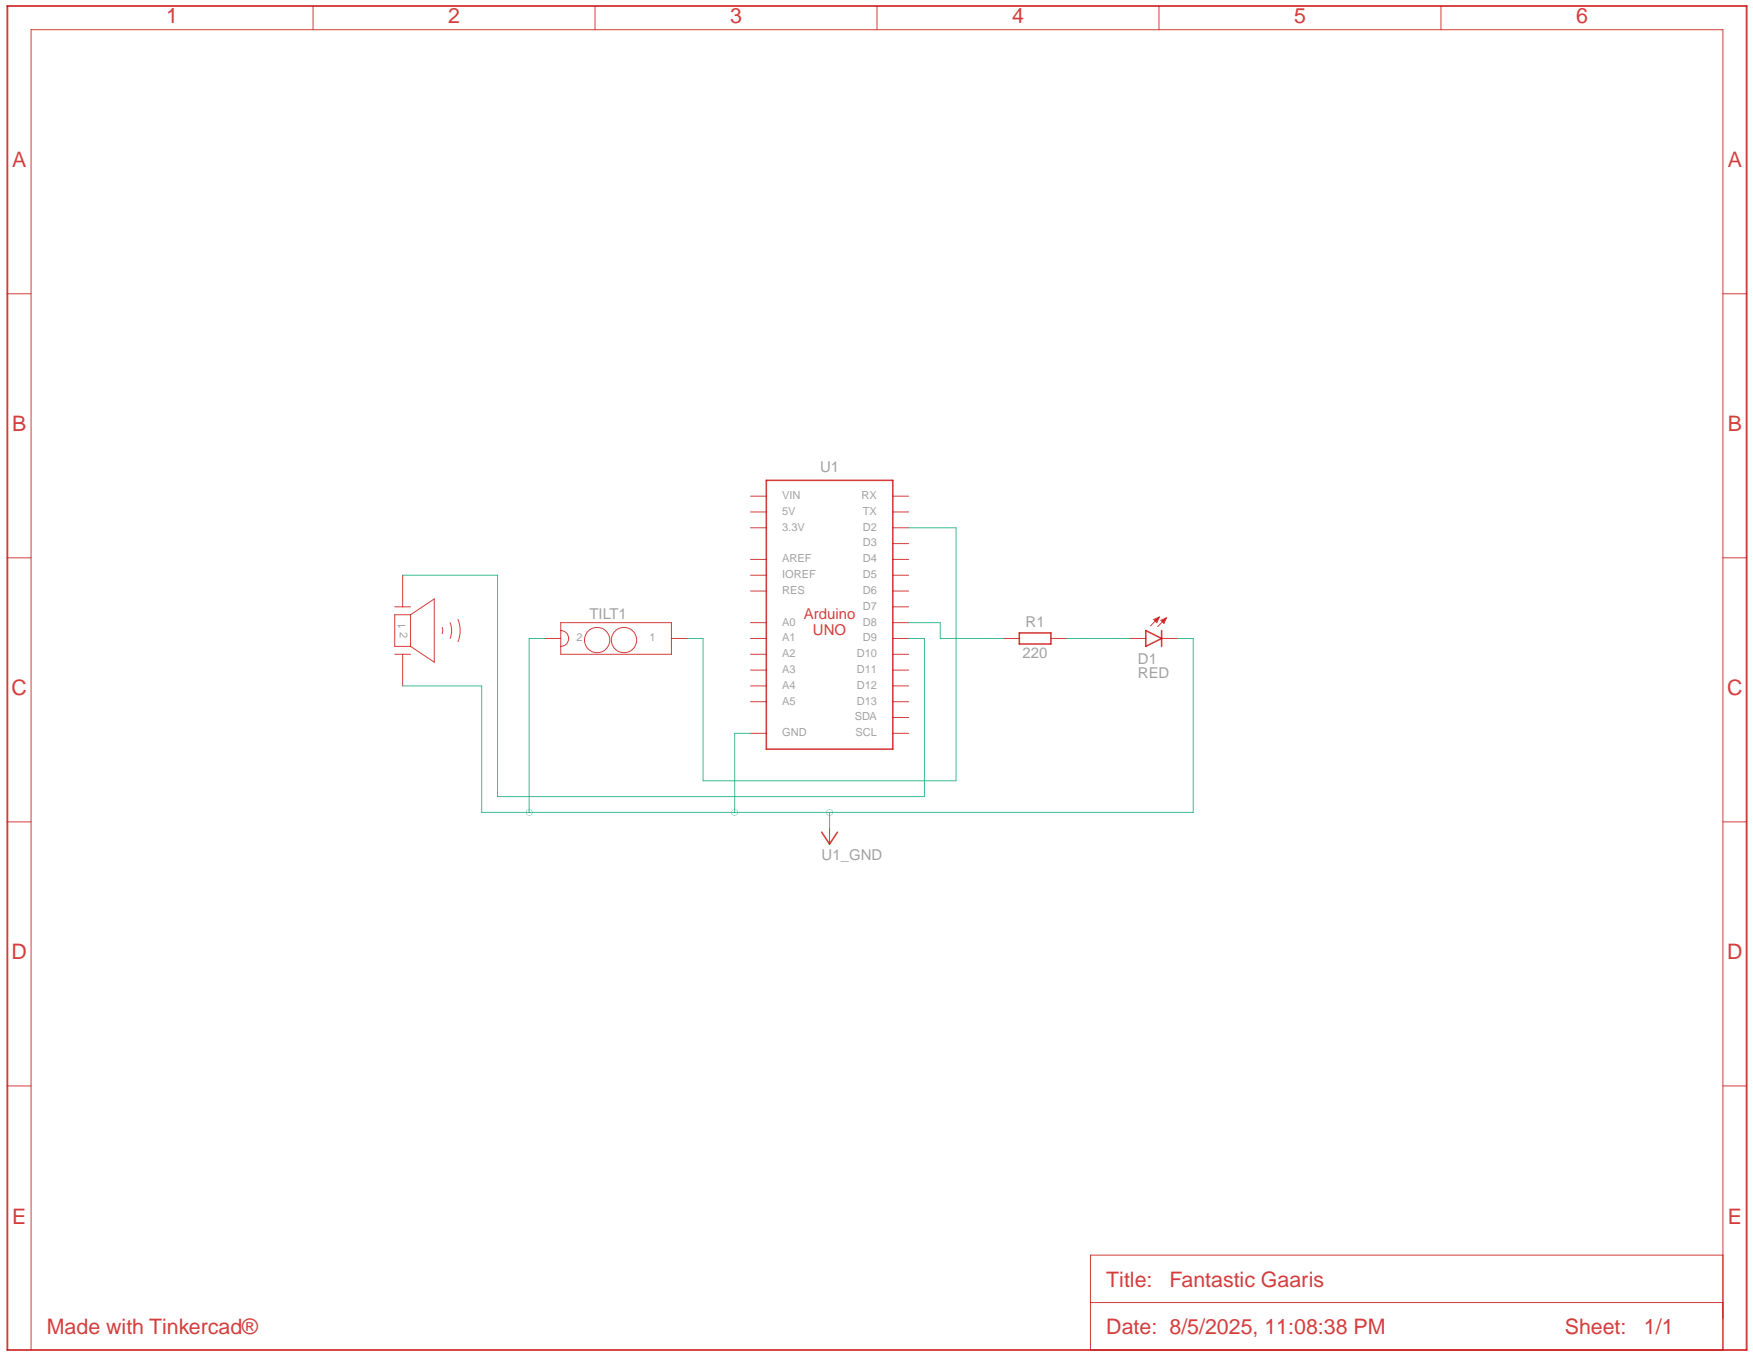 1 2 3 4 5 6
A A
B B
U1
VIN RX
5V TX
3.3V D2
D3
AREF D4
IOREF D5
RES D6
D7
TILT1
Arduino
UNO
R1
A0 D8
1 2
2 1
A1 D9
220
A2 D10
D1
RED
A3 D11
A4 D12
A5 D13
SDA
GND SCL
C C
U1_GND
D D
E E
Title: Fantastic Gaaris
Made with Tinkercad®
Date: 8/5/2025, 11:08:38 PM Sheet: 1/1